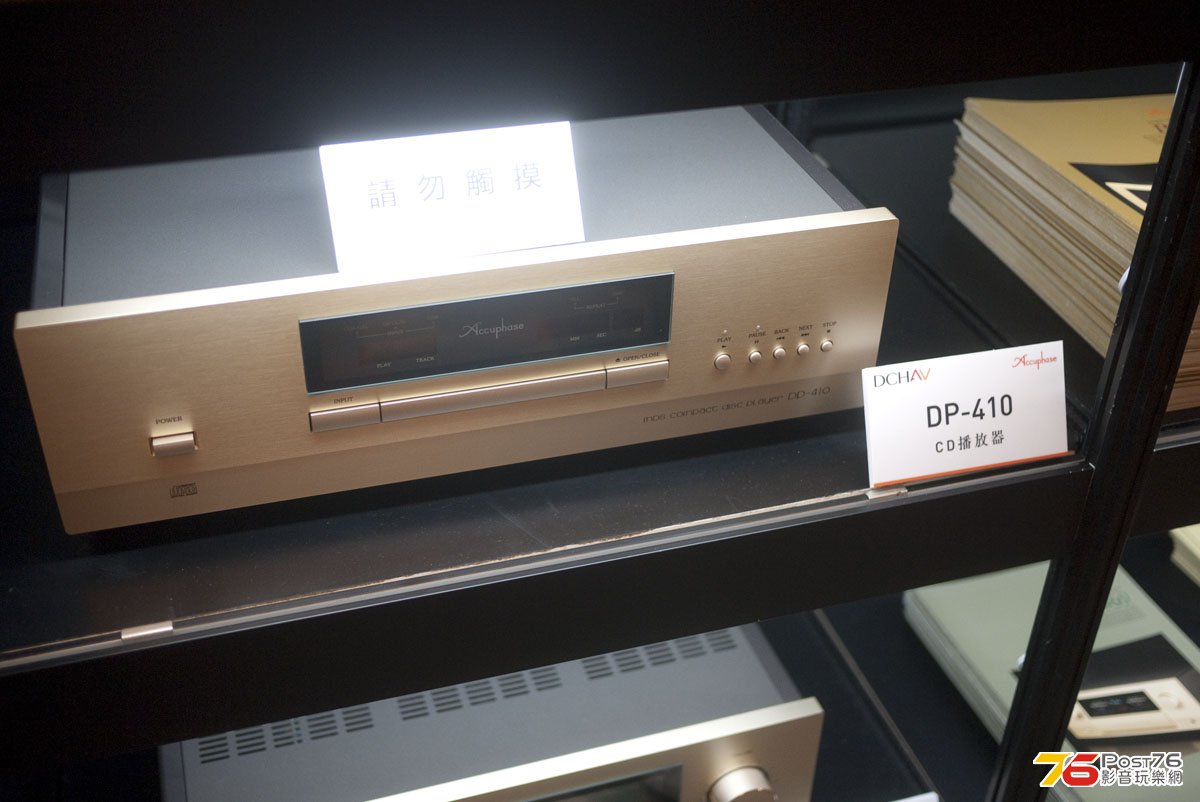 請勿觸摸
Accuphase
PLAY TRACK
MIN SEC dB
REPEAT
INPUT
OPEN/CLOSE
POWER
PLAY PAUSE BACK NEXT STOP
MDS COMPACT DISC PLAYER DP-410
DCHAV Accuphase
DP-410
CD播放器
Post76
影音玩樂網